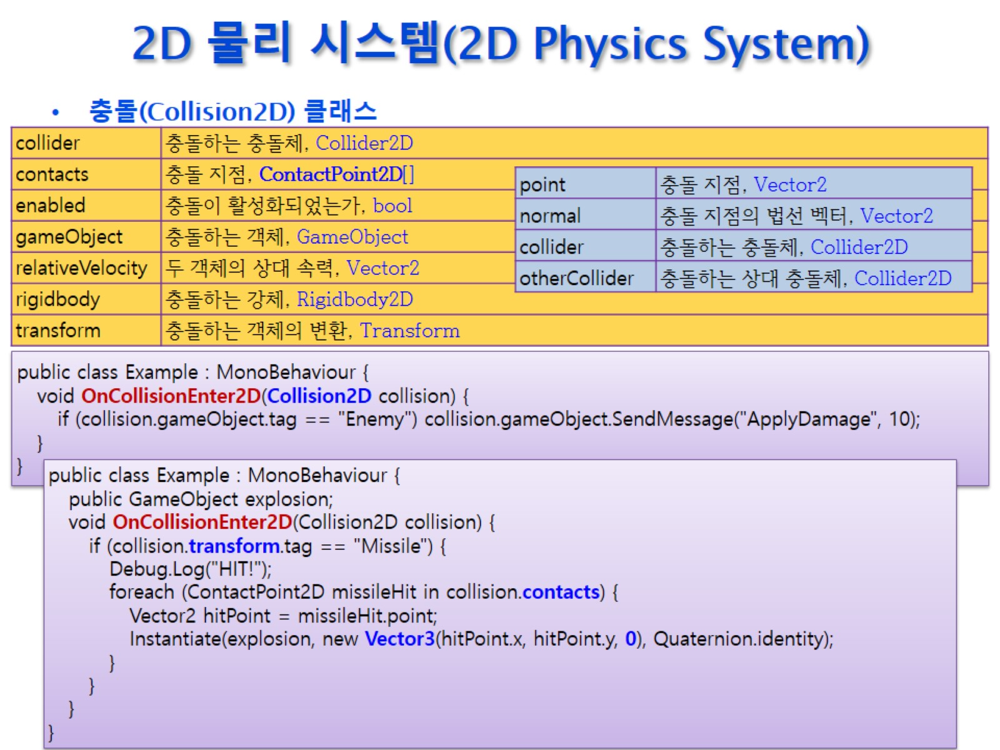 2D 물리 시스템(2D Physics System)
• 충돌(Collision2D) 클래스
collider 충돌하는 충돌체, Collider2D
contacts 충돌 지점, ContactPoint2D[]
enabled 충돌이 활성화되었는가, bool
gameObject 충돌하는 객체, GameObject
relativeVelocity 두 객체의 상대 속력, Vector2
rigidbody 충돌하는 강체, Rigidbody2D
transform 충돌하는 객체의 변환, Transform
point 충돌 지점, Vector2
normal 충돌 지점의 법선 벡터, Vector2
collider 충돌하는 충돌체, Collider2D
otherCollider 충돌하는 상대 충돌체, Collider2D
public class Example : MonoBehaviour {
void OnCollisionEnter2D(Collision2D collision) {
if (collision.gameObject.tag == "Enemy") collision.gameObject.SendMessage("ApplyDamage", 10);
}
}
public class Example : MonoBehaviour {
public GameObject explosion;
void OnCollisionEnter2D(Collision2D collision) {
if (collision.transform.tag == "Missile") {
Debug.Log("HIT!");
foreach (ContactPoint2D missileHit in collision.contacts) {
Vector2 hitPoint = missileHit.point;
Instantiate(explosion, new Vector3(hitPoint.x, hitPoint.y, 0), Quaternion.identity);
}
}
}
}